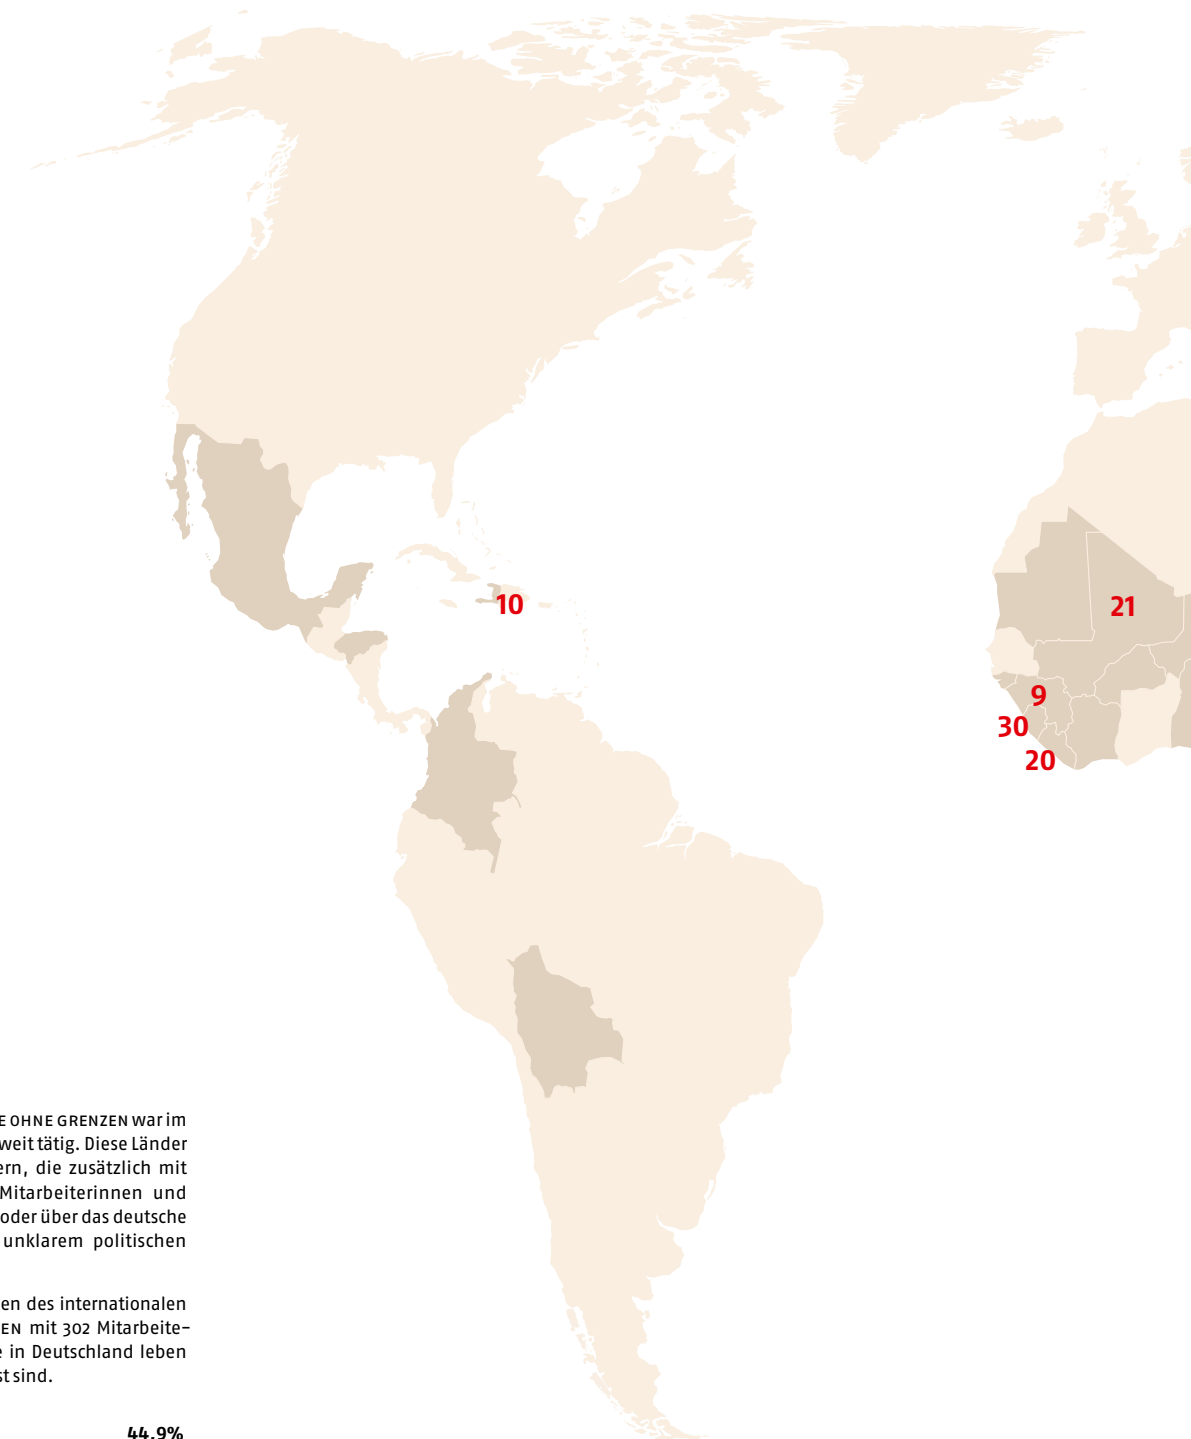 10
21
9
30
20
E OHNE GRENZEN war im
weit tätig. Diese Länder
ern, die zusätzlich mit
Mitarbeiterinnen und
oder über das deutsche
unklarem politischen
en des internationalen
EN mit 302 Mitarbeite-
e in Deutschland leben
st sind.
44,9%